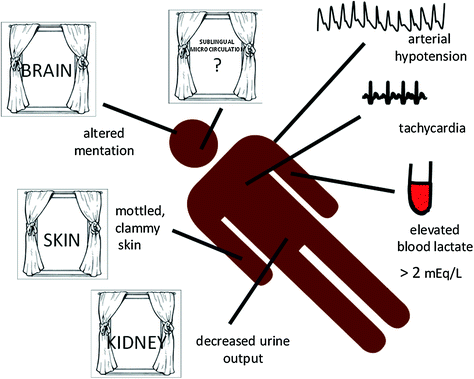 SUBLINGUAL
MICROCIRCULATION
?
BRAIN
altered
mentation
arterial
hypotension
tachycardia
mottled,
clammy
skin
SKIN
elevated
blood lactate
> 2 mEq/L
KIDNEY
decreased urine
output